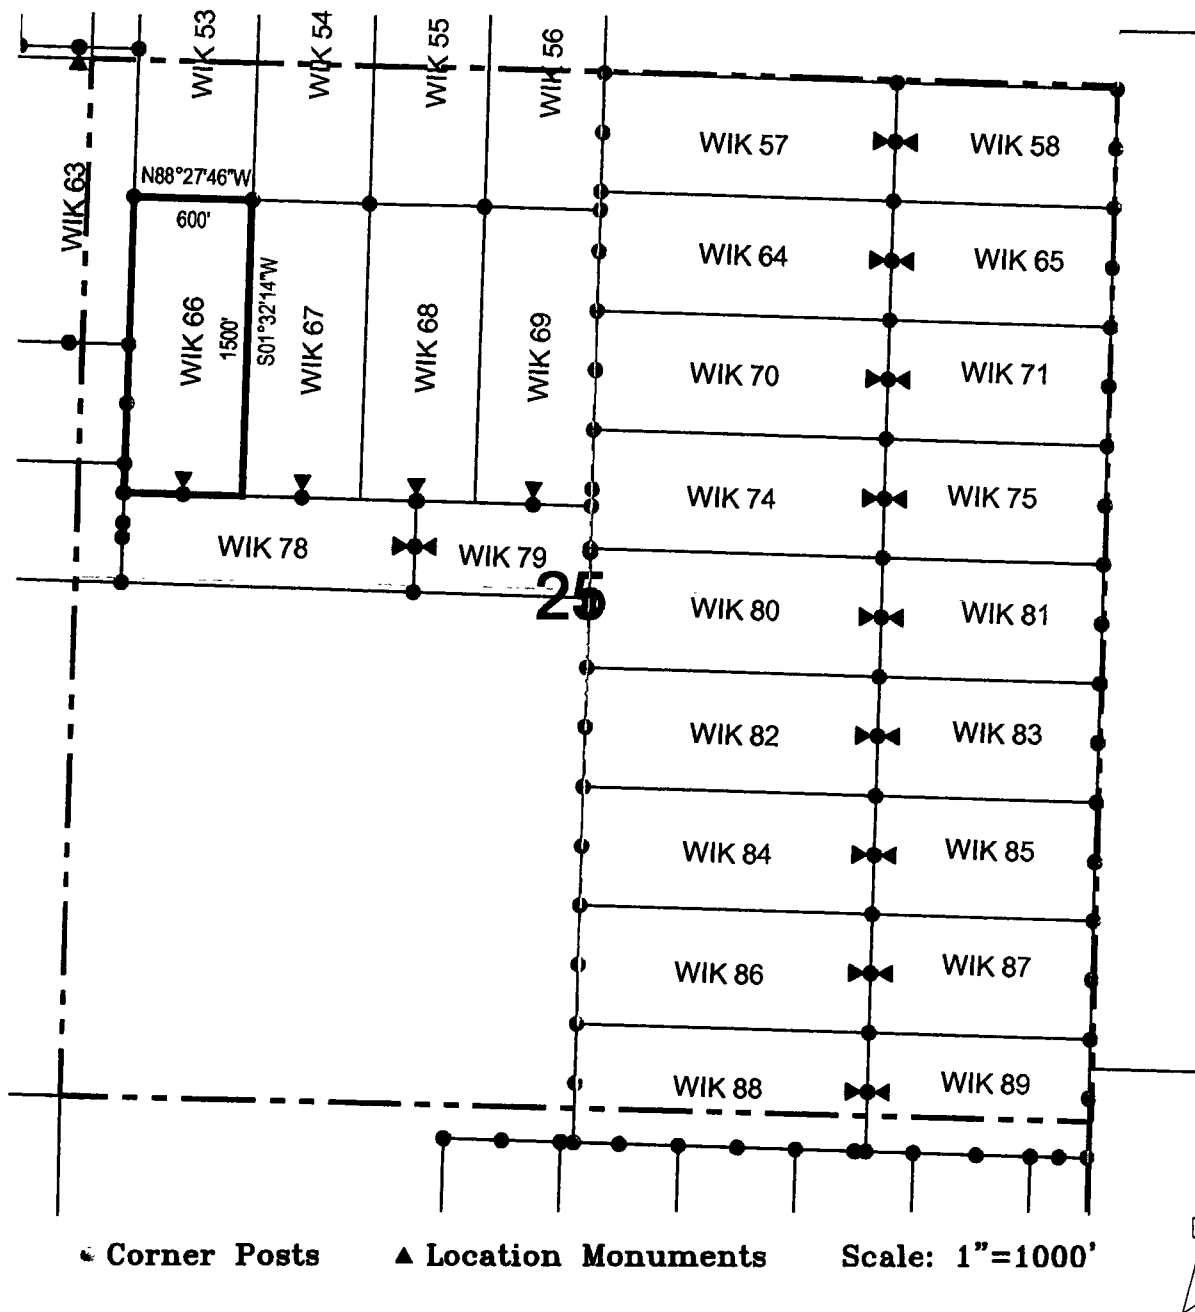 WIK 53
WIK 54
WIK 55
WIK 56
WIK 57
WIK 58
WIK 63
N88°27'46"W
600'
WIK 64
WIK 65
WIK 66
1500'
S01°32'14"W
WIK 67
WIK 68
WIK 69
WIK 70
WIK 71
WIK 74
WIK 75
WIK 78
WIK 79
25
WIK 80
WIK 81
WIK 82
WIK 83
WIK 84
WIK 85
WIK 86
WIK 87
WIK 88
WIK 89
Corner Posts
Location Monuments
Scale: 1"=1000'